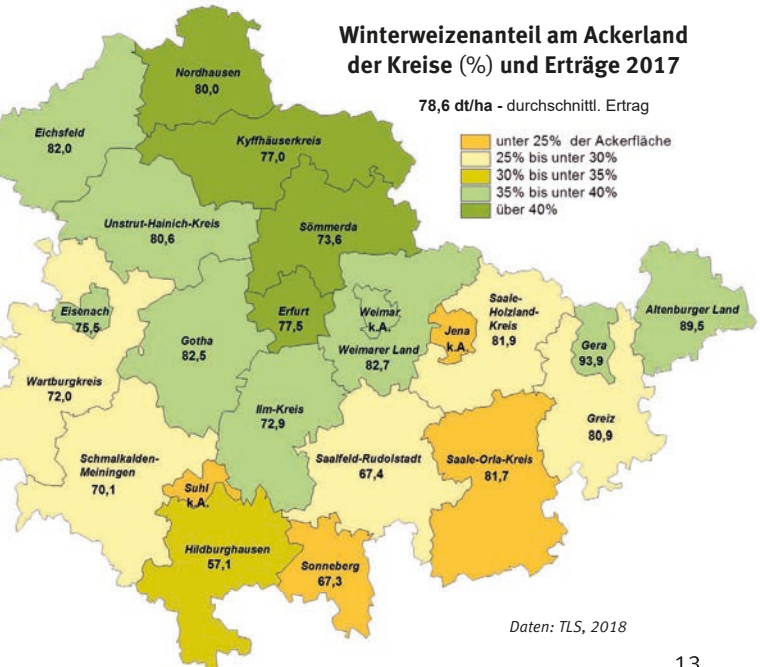 Winterweizenanteil am Ackerland
der Kreise (%) und Erträge 2017
78,6 dt/ha - durchschnittl. Ertrag
unter 25% der Ackerfläche
25% bis unter 30%
30% bis unter 35%
35% bis unter 40%
über 40%
Nordhausen
80,0
Eichsfeld
82,0
Kyffhäuserkreis
77,0
Unstrut-Hainich-Kreis
80,6
Sömmerda
73,6
Eisenach
75,5
Gotha
82,5
Erfurt
77,5
Weimar
k.A.
Weimarer Land
82,7
Jena
k.A.
Saale-
Holzland-
Kreis
81,9
Gera
93,9
Altenburger Land
89,5
Wartburgkreis
72,0
Ilm-Kreis
72,9
Greiz
80,9
Schmalkalden-
Meiningen
70,1
Suhl
k.A.
Saalfeld-Rudolstadt
67,4
Saale-Orla-Kreis
81,7
Hildburghausen
57,1
Sonneberg
67,3
Daten: TLS, 2018
13